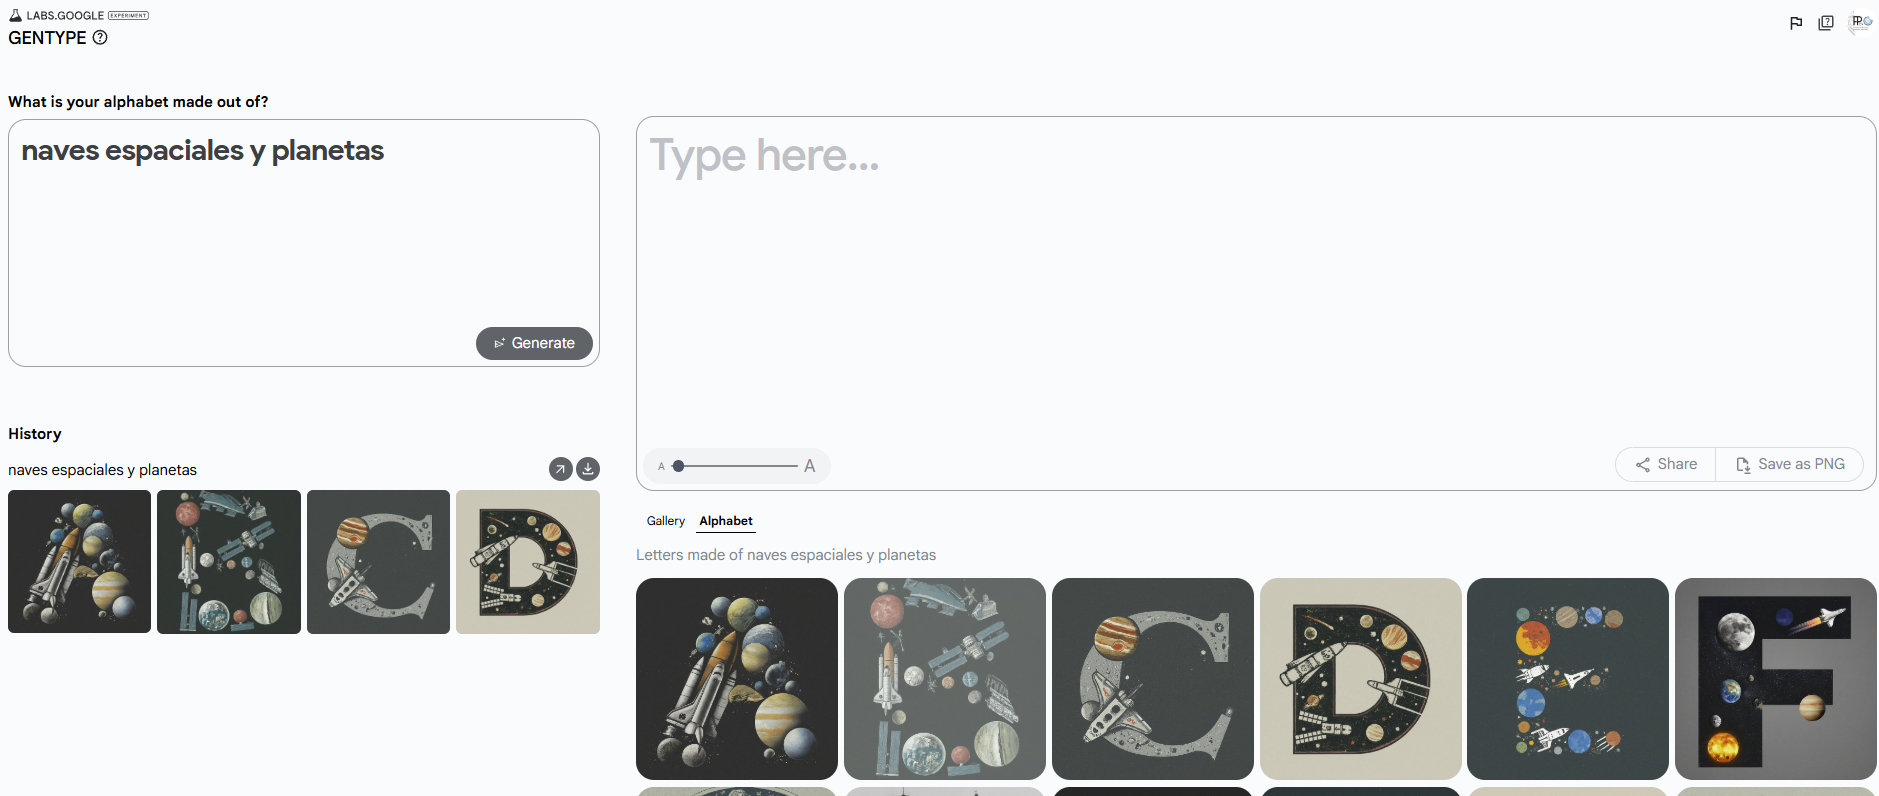 LABS.GOOGLE EXPERIMENT
GENTYPE
What is your alphabet made out of?
naves espaciales y planetas
Generate
History
naves espaciales y planetas
Type here...
A A
Share Save as PNG
Gallery Alphabet
Letters made of naves espaciales y planetas